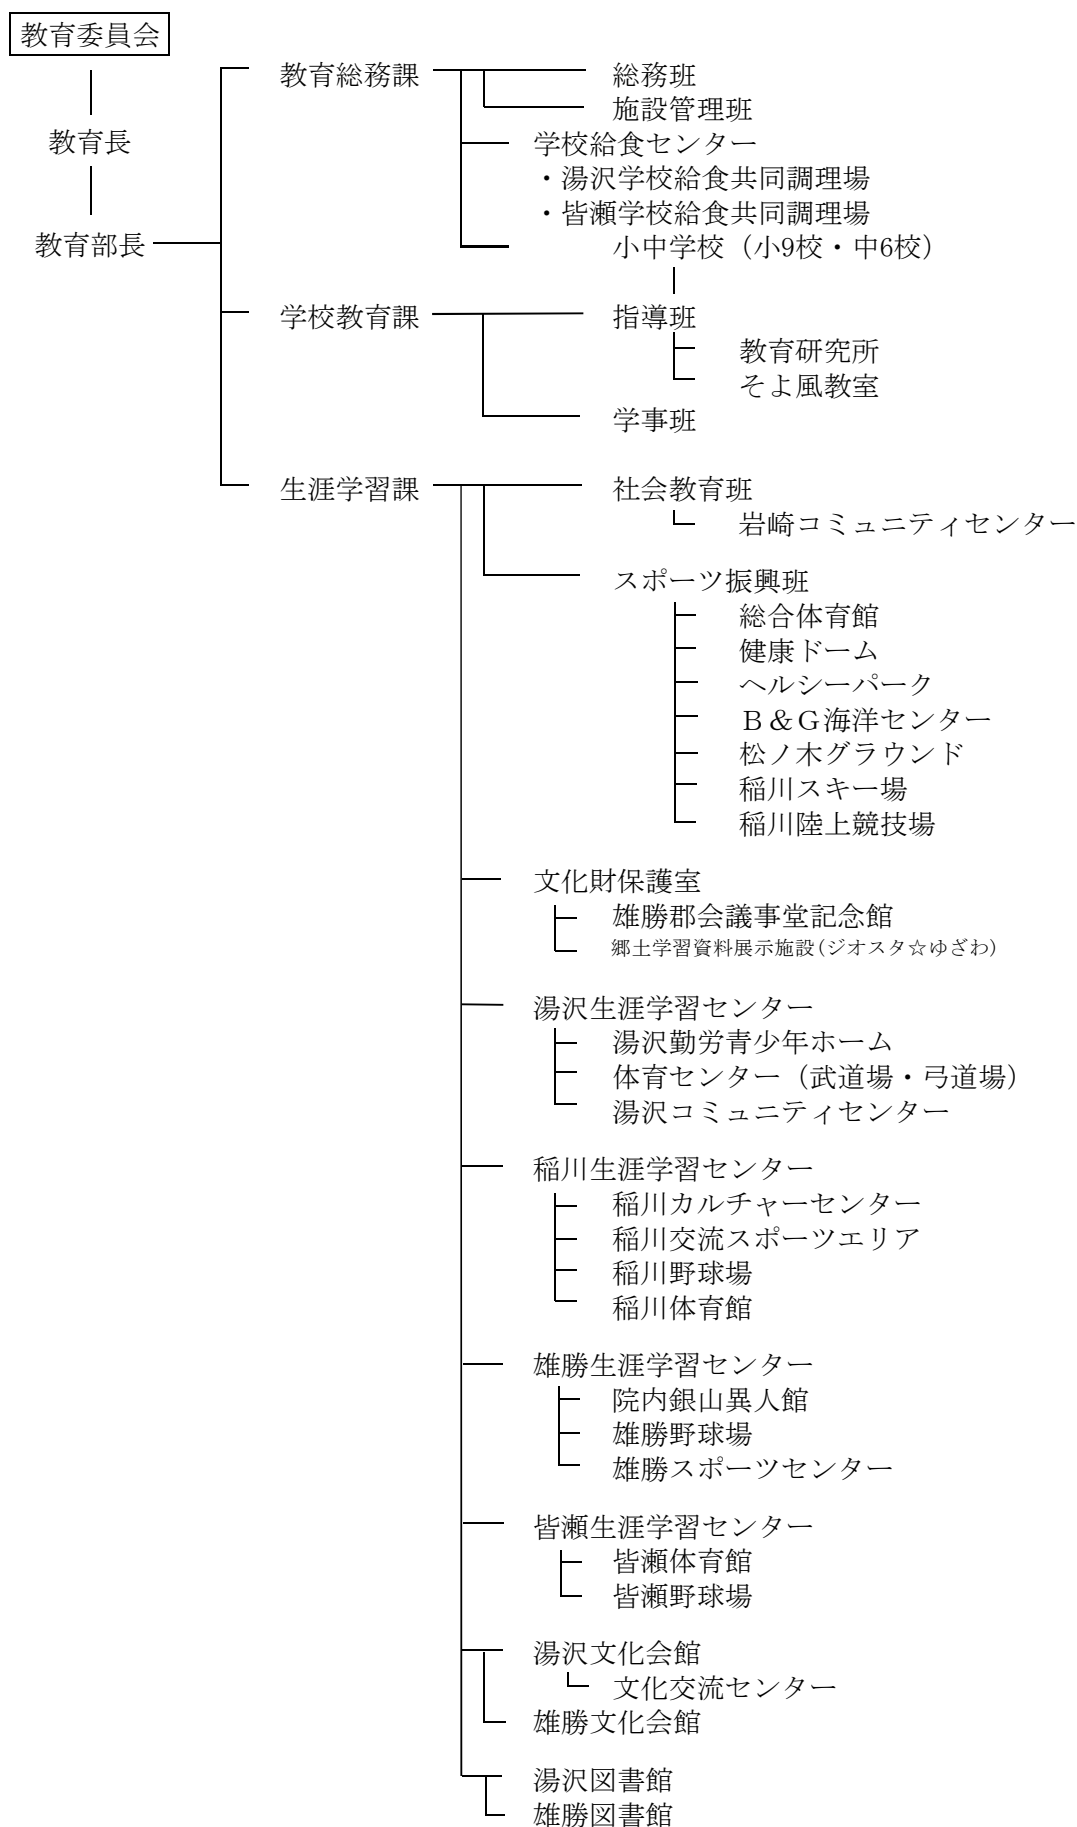 教育委員会
教育総務課 総務班
施設管理班
教育長 学校給食センター
・湯沢学校給食共同調理場
・皆瀬学校給食共同調理場
教育部長 小中学校（小9校・中6校）
学校教育課 指導班
教育研究所
そよ風教室
学事班
生涯学習課 社会教育班
岩崎コミュニティセンター
スポーツ振興班
総合体育館
健康ドーム
ヘルシーパーク
Ｂ＆Ｇ海洋センター
松ノ木グラウンド
稲川スキー場
稲川陸上競技場
文化財保護室
雄勝郡会議事堂記念館
郷土学習資料展示施設(ジオスタ☆ゆざわ)
湯沢生涯学習センター
湯沢勤労青少年ホーム
体育センター（武道場・弓道場）
湯沢コミュニティセンター
稲川生涯学習センター
稲川カルチャーセンター
稲川交流スポーツエリア
稲川野球場
稲川体育館
雄勝生涯学習センター
院内銀山異人館
雄勝野球場
雄勝スポーツセンター
皆瀬生涯学習センター
皆瀬体育館
皆瀬野球場
湯沢文化会館
文化交流センター
雄勝文化会館
湯沢図書館
雄勝図書館